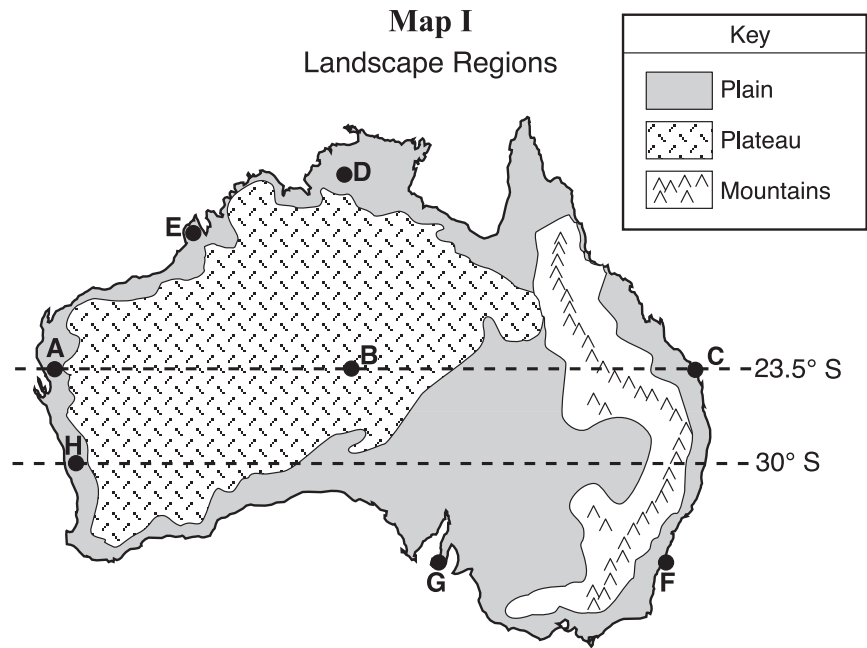 Map I
Landscape Regions
Key
Plain
Plateau
Mountains
D
E
A
B
C
23.5° S
H
30° S
G
F